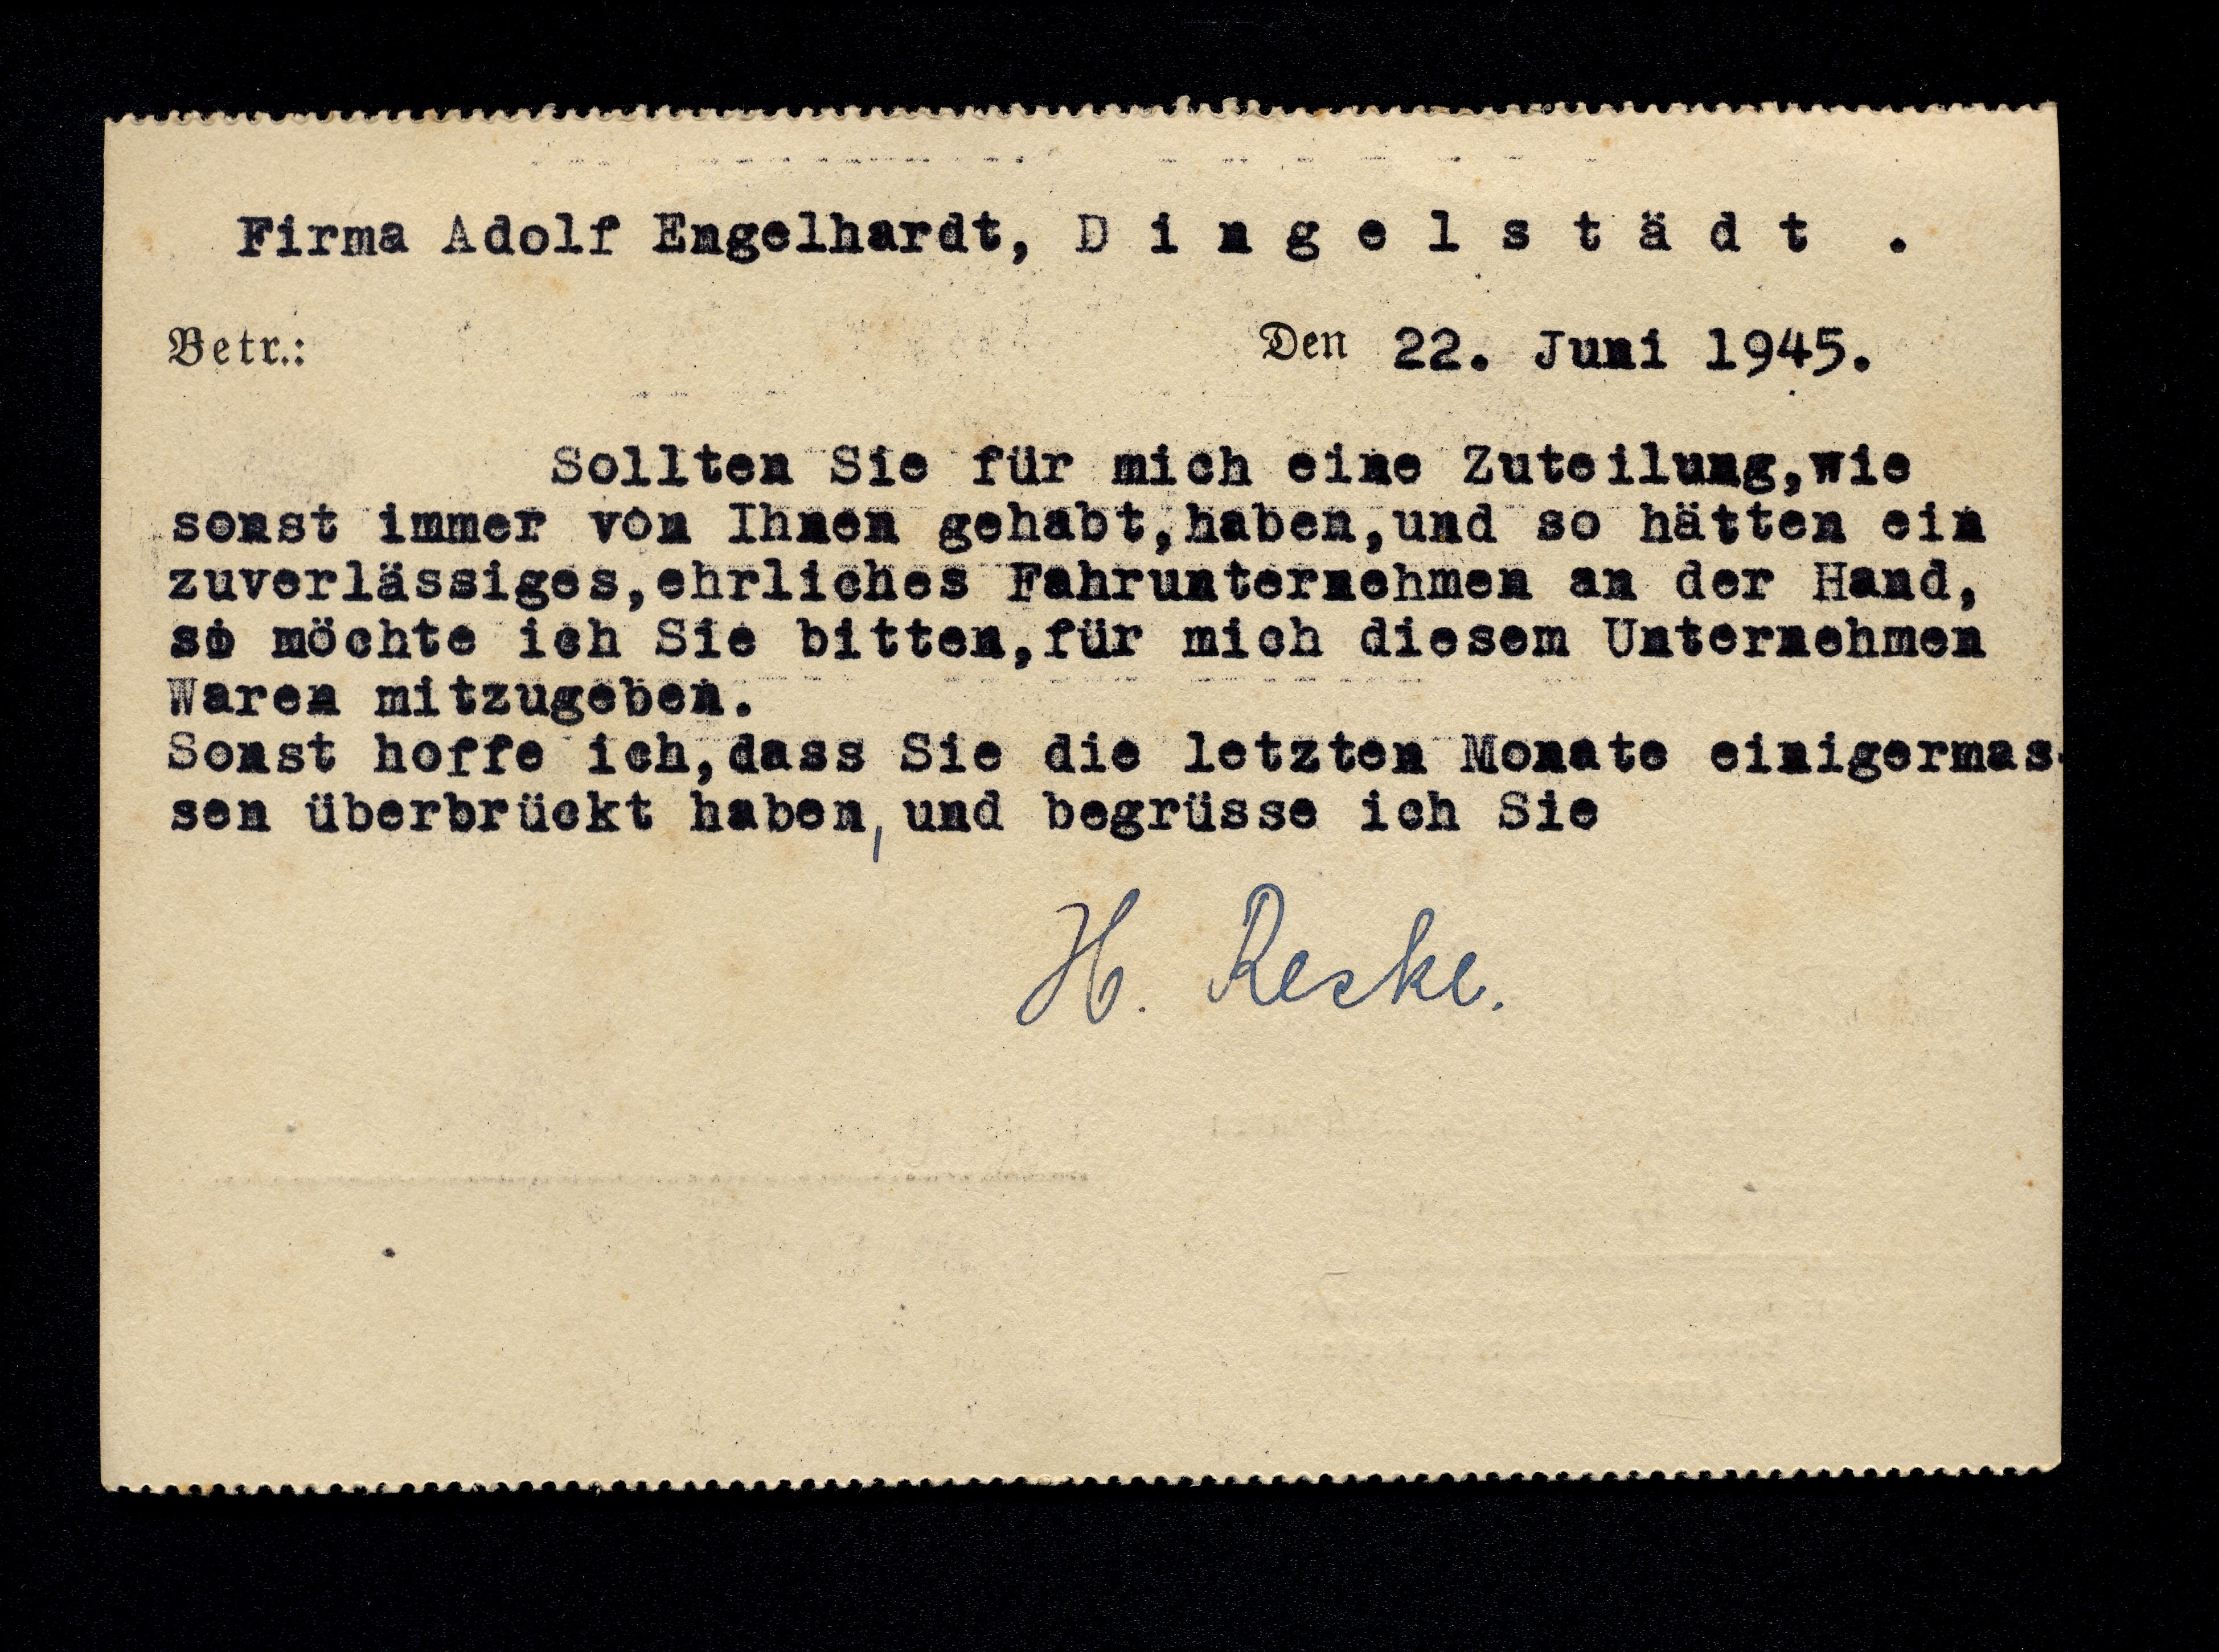 Firma Adolf Engelhardt, D i n g e l s t ä d t .
Betr.: Den 22. Juni 1945.
Sollten Sie für mich eine Zuteilung,wie
sonst immer von Ihnen gehabt,haben,und so hätten ein
zuverlässiges,ehrliches Fahrunternehmen an der Hand,
so möchte ich Sie bitten,für mich diesem Unternehmen
Waren mitzugeben.
Sonst hoffe ich,dass Sie die letzten Monate einigermas-
sen überbrückt haben, und begrüsse ich Sie
H. Reske.